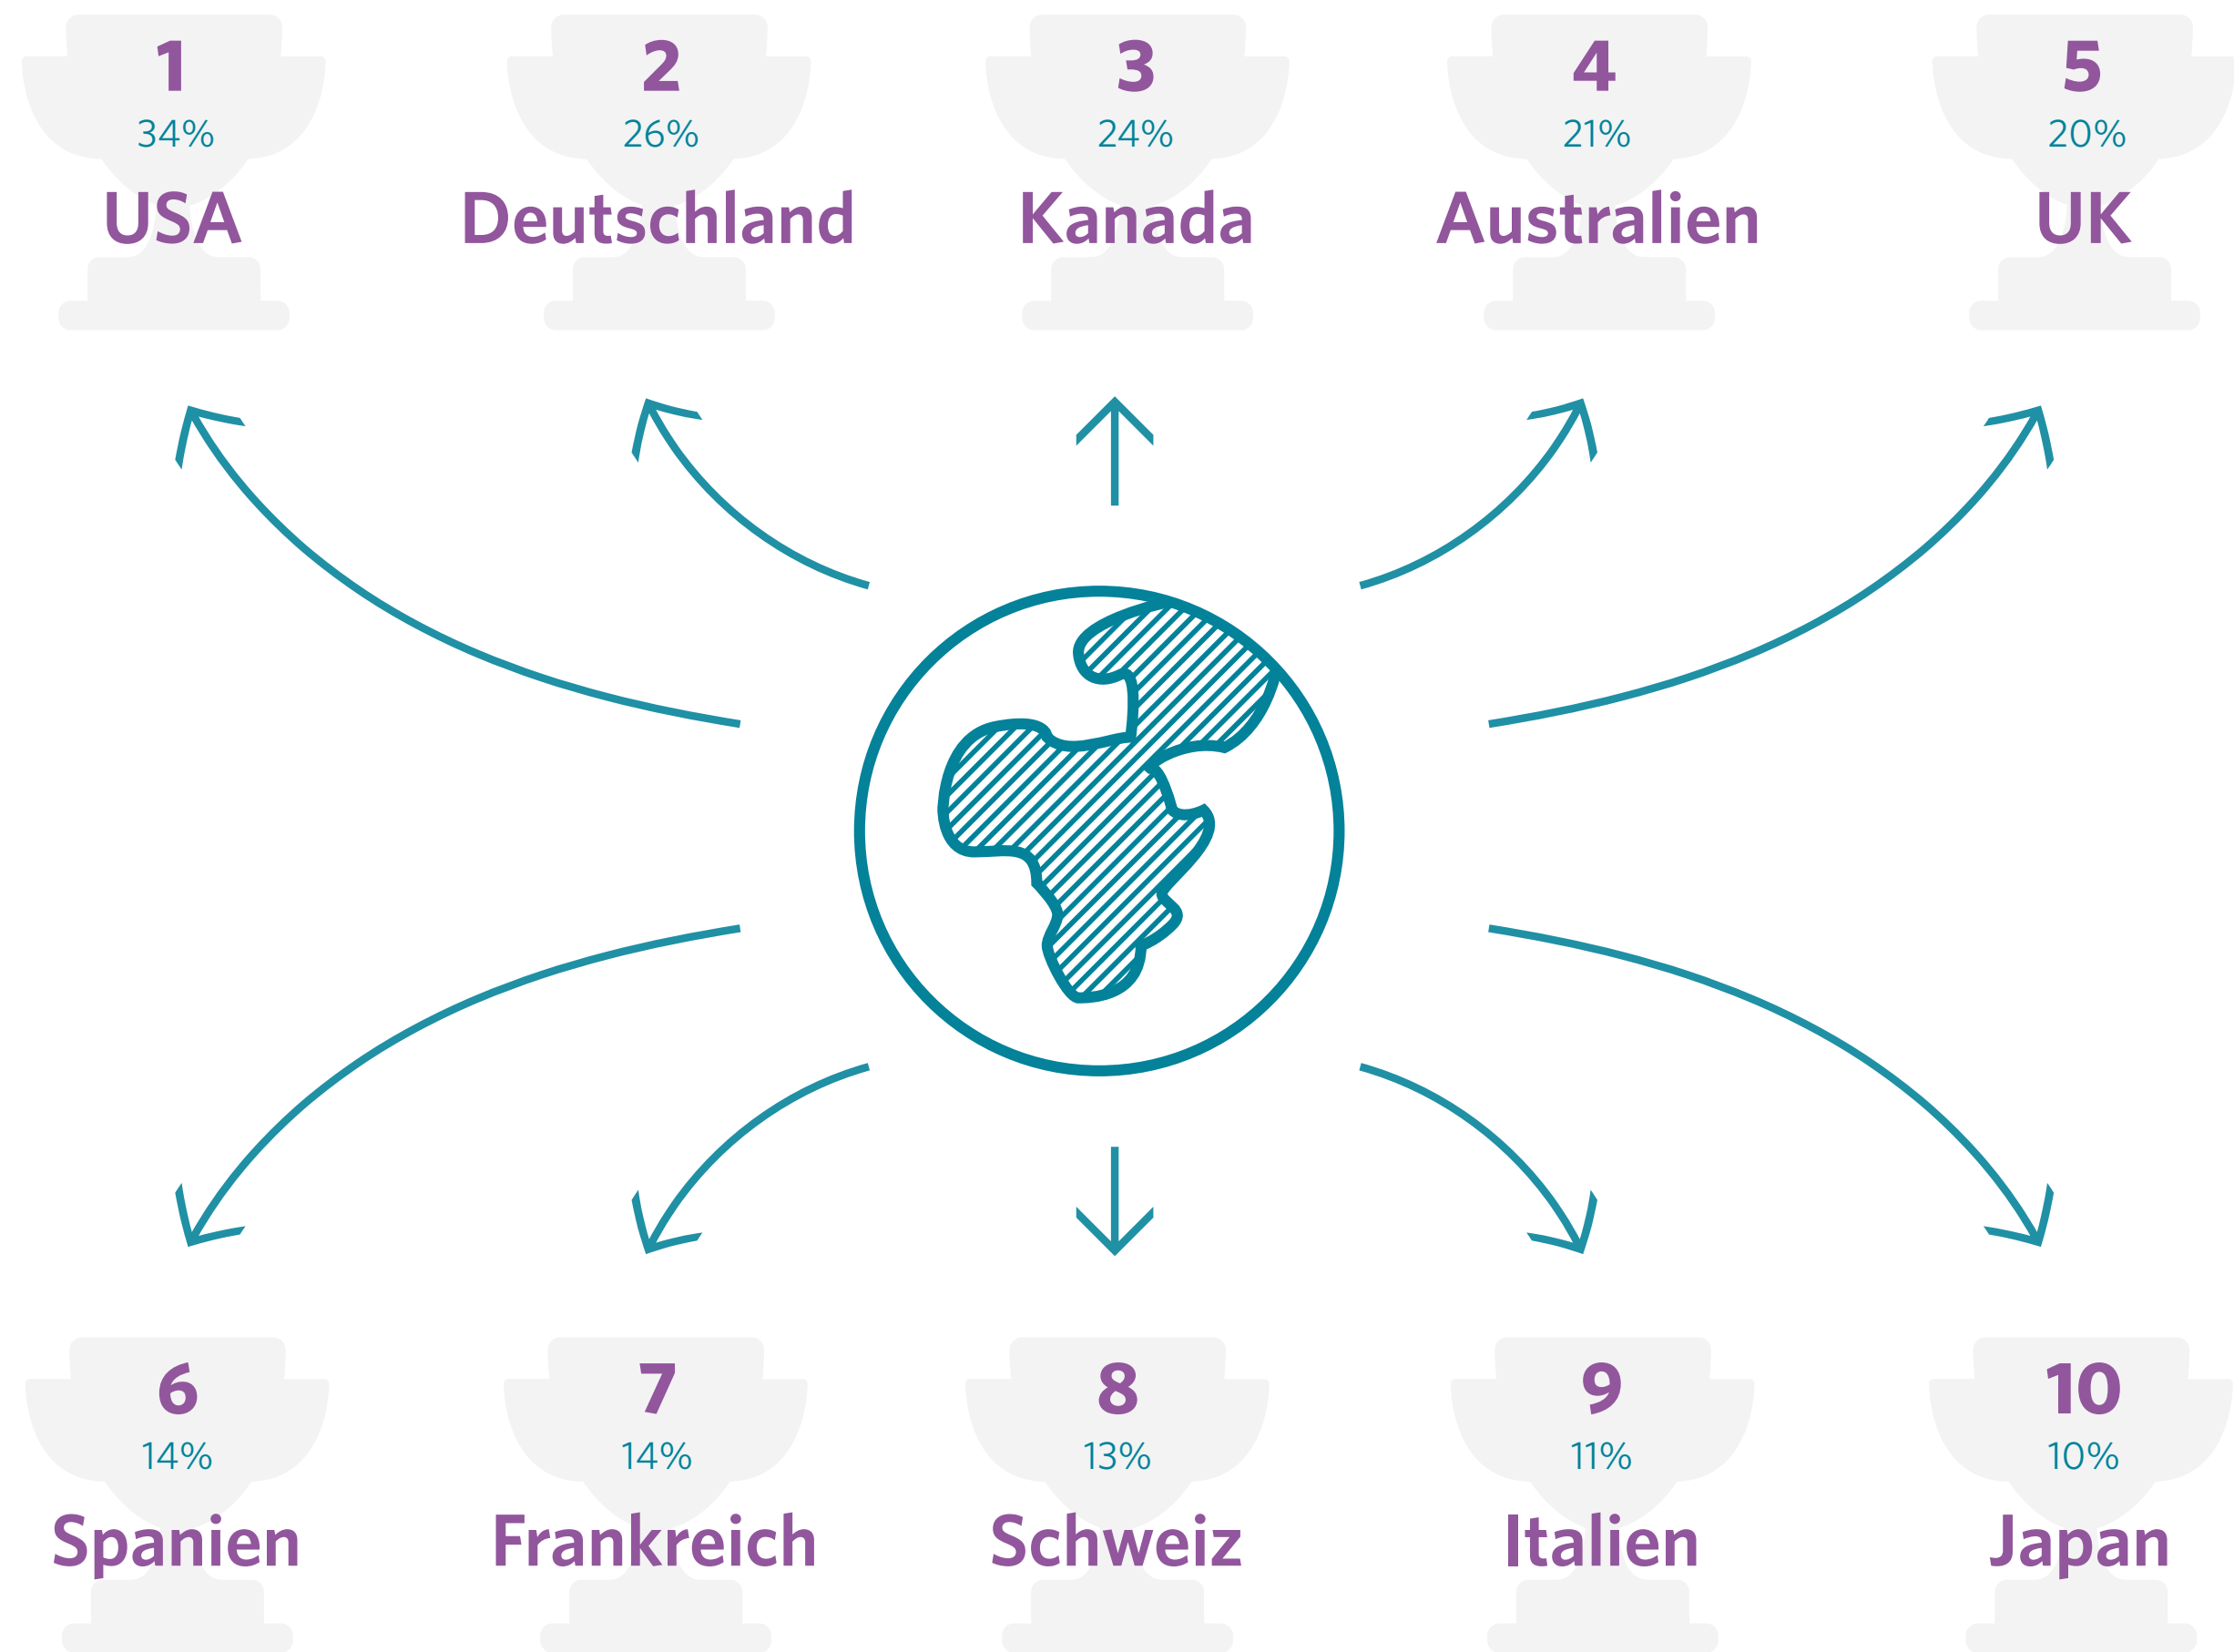 1
34%
USA
2
26%
Deutschland
3
24%
Kanada
4
21%
Australien
5
20%
UK
6
14%
Spanien
7
14%
Frankreich
8
13%
Schweiz
9
11%
Italien
10
10%
Japan